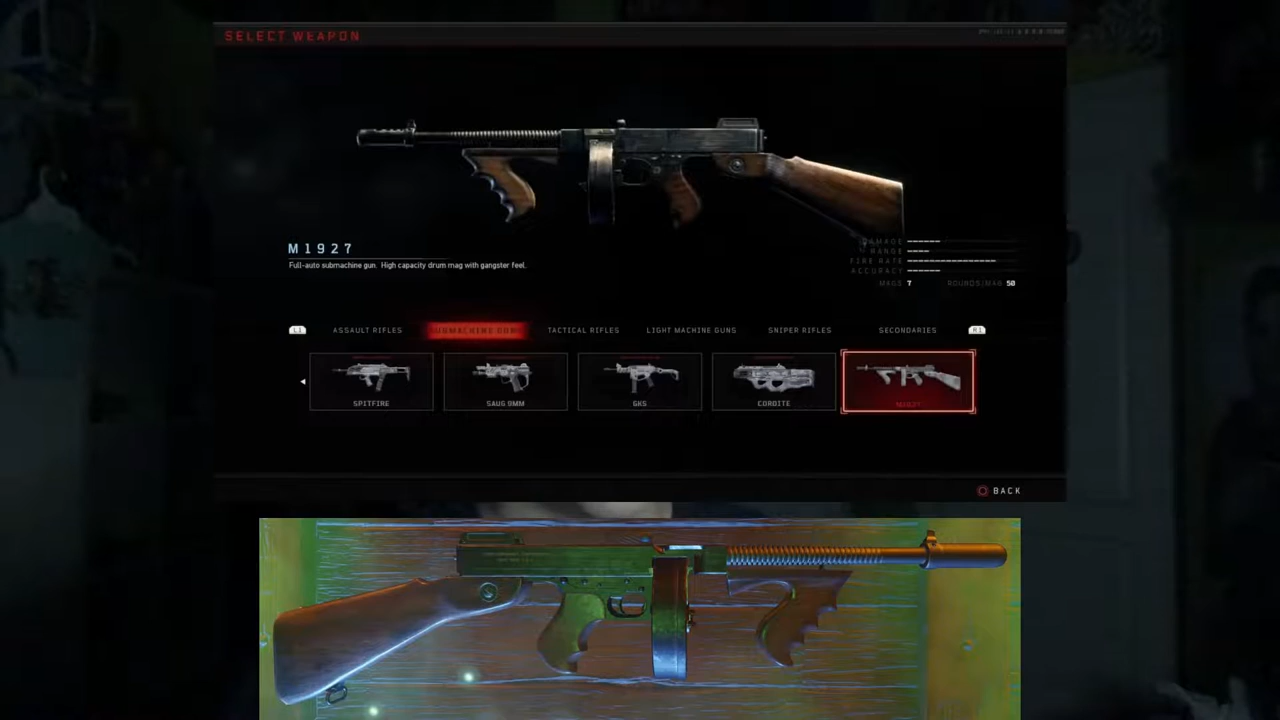 SELECT WEAPON
M1927
Full-auto submachine gun. High capacity drum mag with gangster feel.
DAMAGE
RANGE
FIRE RATE
ACCURACY
MAGS 7 ROUNDS/MAG 50
L1 ASSAULT RIFLES SUBMACHINE GUNS TACTICAL RIFLES LIGHT MACHINE GUNS SNIPER RIFLES SECONDARIES R1
SPITFIRE SAUG 9MM GKS CORDITE M1927
BACK